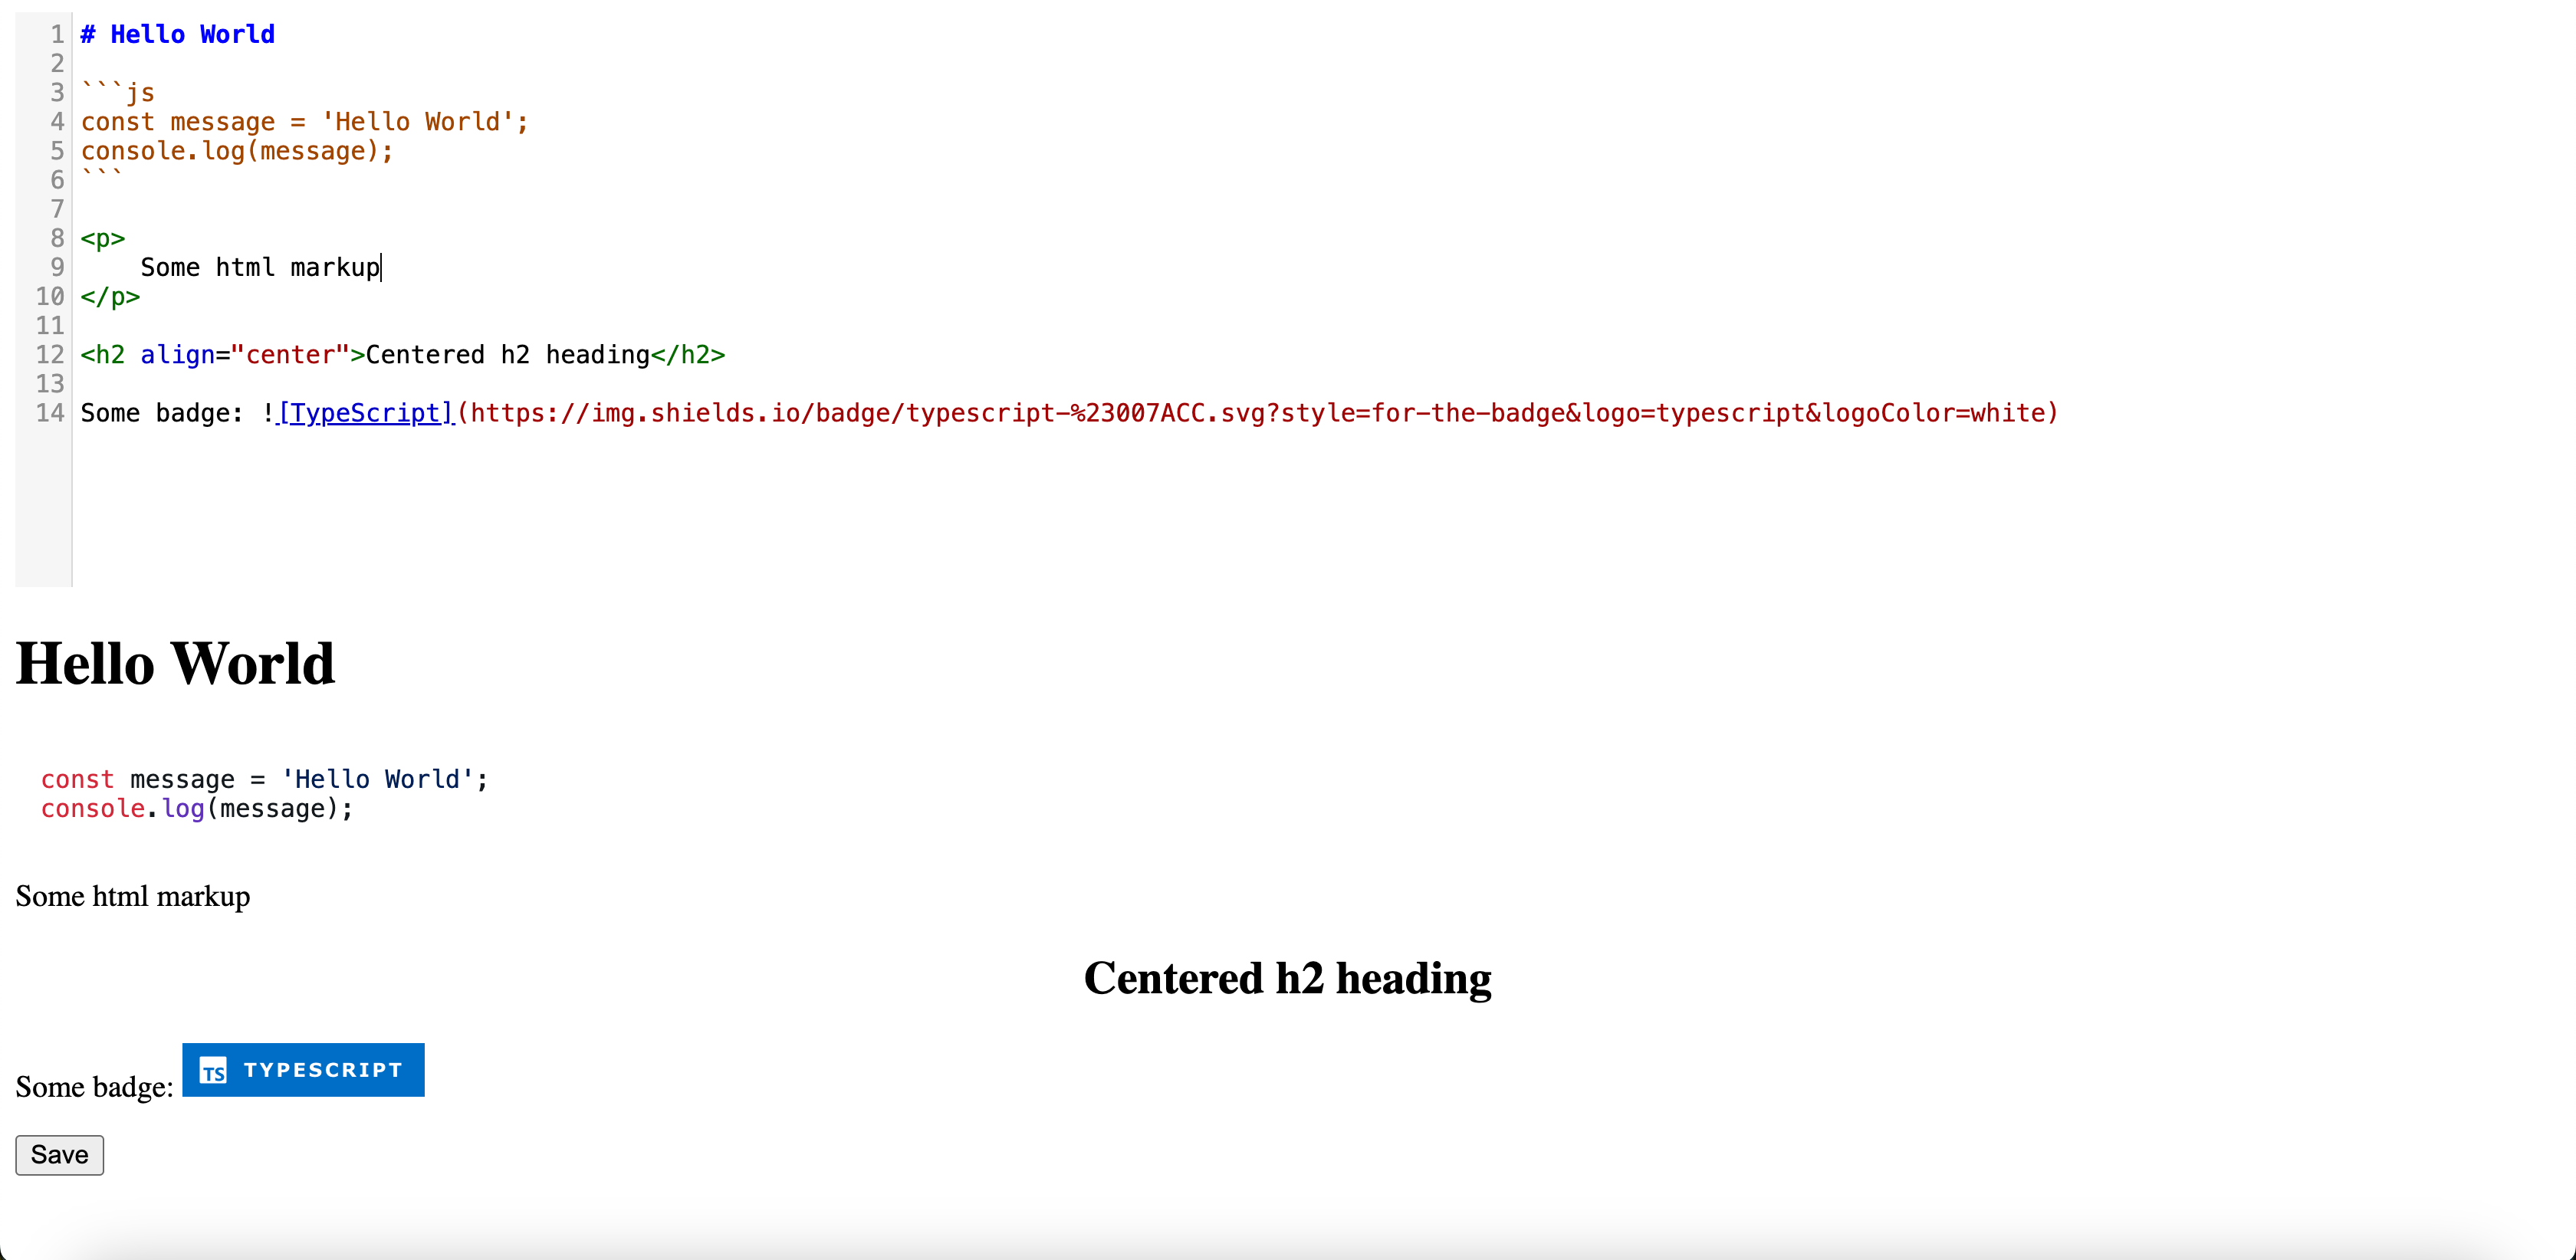 1 # Hello World
2
3 ```js
4 const message = 'Hello World';
5 console.log(message);
6 ```
7
8 <p>
9     Some html markup
10 </p>
11
12 <h2 align="center">Centered h2 heading</h2>
13
14 Some badge: ![TypeScript](https://img.shields.io/badge/typescript-%23007ACC.svg?style=for-the-badge&logo=typescript&logoColor=white)
Hello World
const message = 'Hello World';
console.log(message);
Some html markup
Centered h2 heading
Some badge: TS TYPESCRIPT
Save